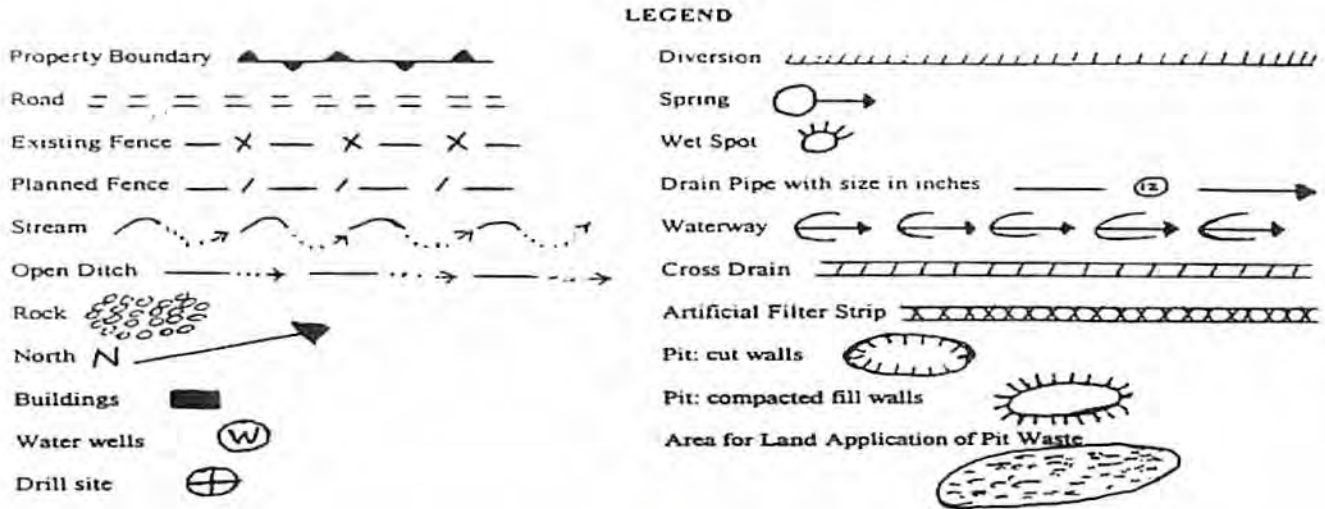 LEGEND
Property Boundary
Road
Existing Fence
Planned Fence
Stream
Open Ditch
Rock
North N
Buildings
Water wells W
Drill site
Diversion
Spring
Wet Spot
Drain Pipe with size in inches 12
Waterway
Cross Drain
Artificial Filter Strip
Pit: cut walls
Pit: compacted fill walls
Area for Land Application of Pit Waste